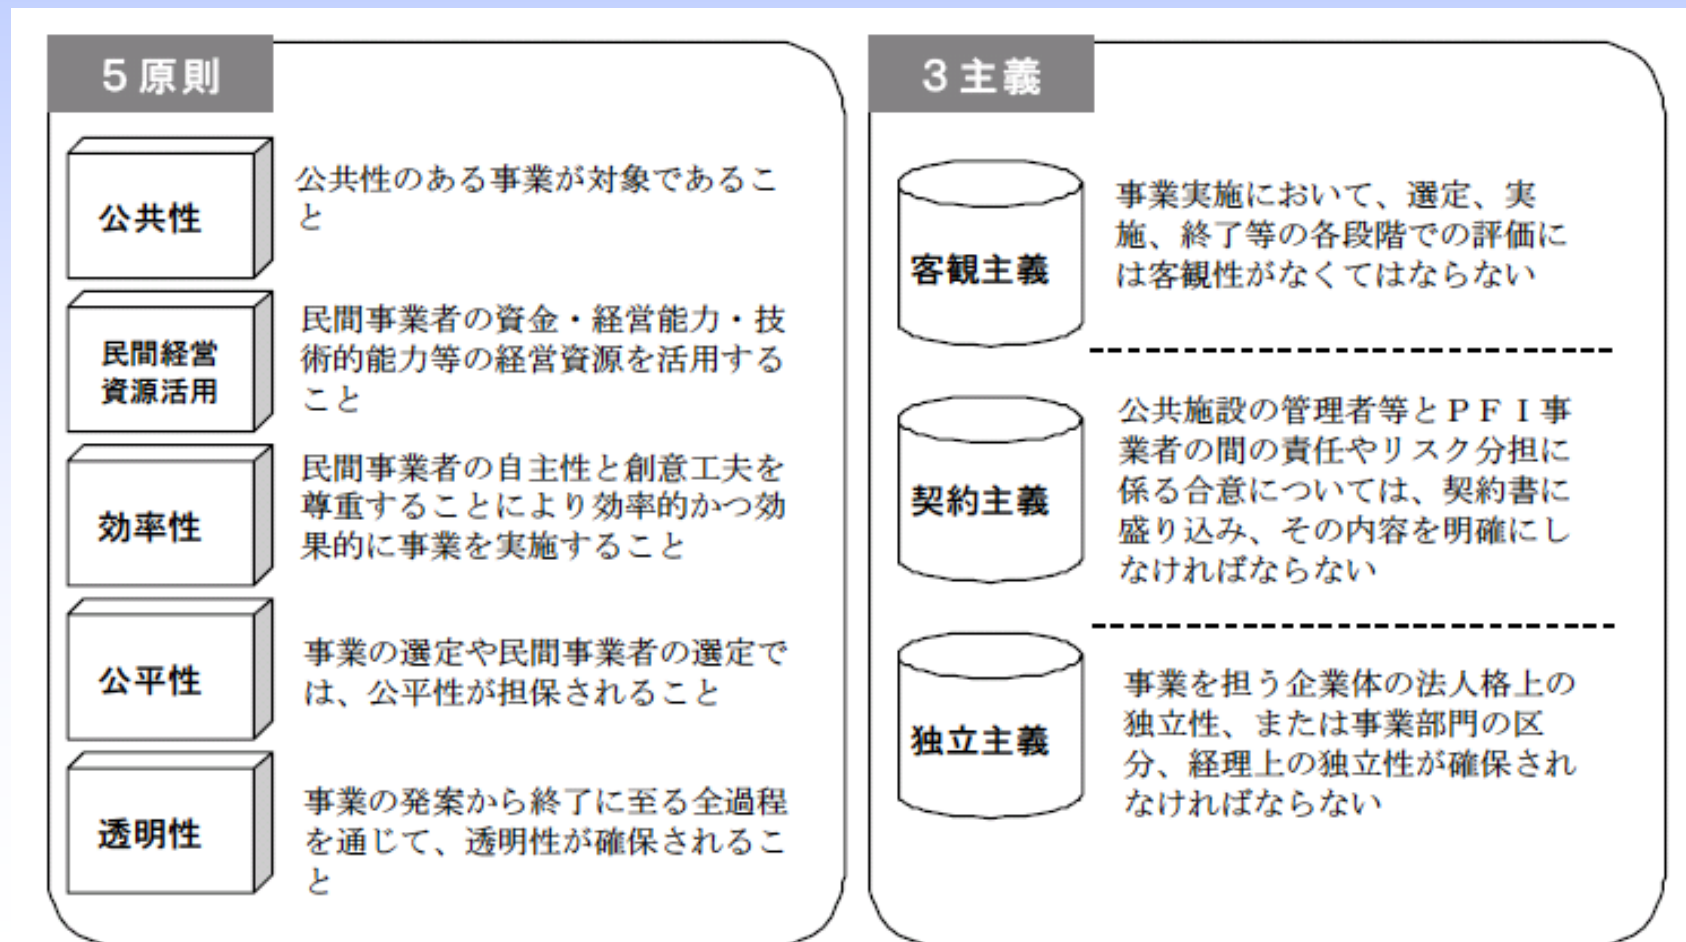 5原則
公共性
公共性のある事業が対象であるこ
と
民間経営
資源活用
民間事業者の資金・経営能力・技
術的能力等の経営資源を活用する
こと
効率性
民間事業者の自主性と創意工夫を
尊重することにより効率的かつ効
果的に事業を実施すること
公平性
事業の選定や民間事業者の選定で
は、公平性が担保されること
透明性
事業の発案から終了に至る全過程
を通じて、透明性が確保されるこ
と
3主義
客観主義
事業実施において、選定、実
施、終了等の各段階での評価に
は客観性がなくてはならない
契約主義
公共施設の管理者等とＰＦＩ事
業者の間の責任やリスク分担に
係る合意については、契約書に
盛り込み、その内容を明確にし
なければならない
独立主義
事業を担う企業体の法人格上の
独立性、または事業部門の区
分、経理上の独立性が確保され
なければならない